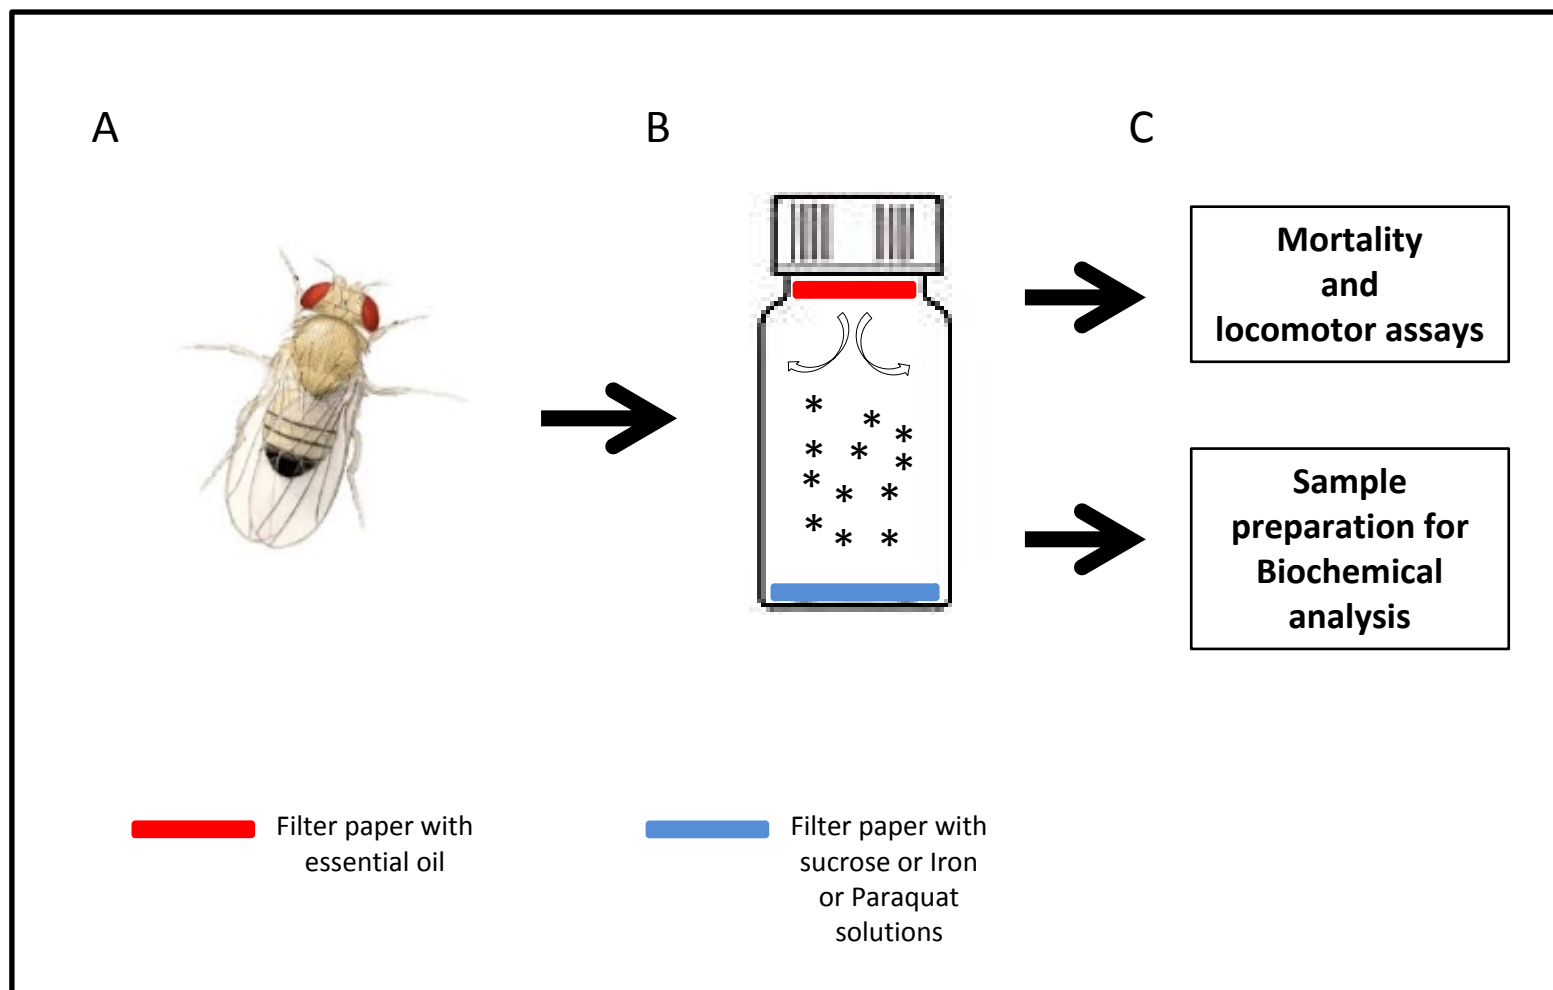 A
B
C
Mortality
and
locomotor assays
Sample
preparation for
Biochemical
analysis
Filter paper with
essential oil
Filter paper with
sucrose or Iron
or Paraquat
solutions